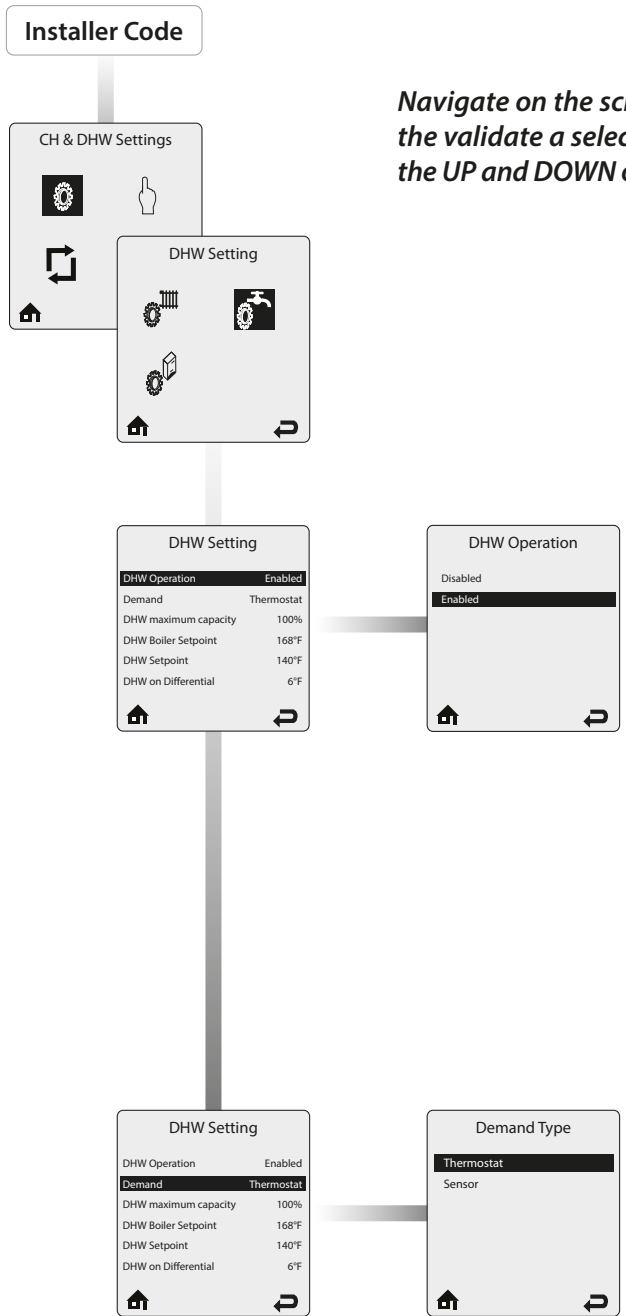 Installer Code
Navigate on the sc
the validate a selec
the UP and DOWN
CH & DHW Settings
DHW Setting
DHW Setting
DHW Operation Enabled
Demand Thermostat
DHW maximum capacity 100%
DHW Boiler Setpoint 168°F
DHW Setpoint 140°F
DHW on Differential 6°F
DHW Operation
Disabled
Enabled
DHW Setting
DHW Operation Enabled
Demand Thermostat
DHW maximum capacity 100%
DHW Boiler Setpoint 168°F
DHW Setpoint 140°F
DHW on Differential 6°F
Demand Type
Thermostat
Sensor